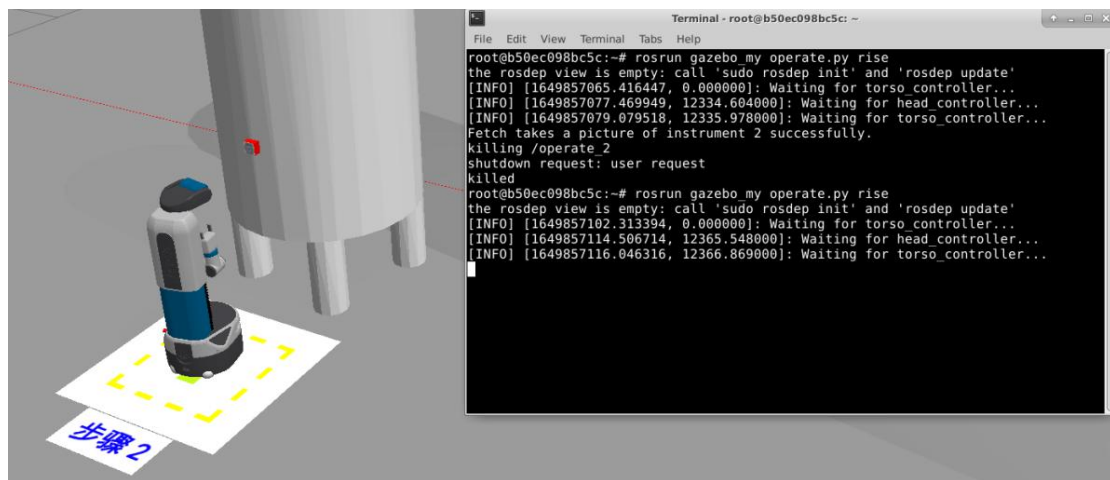 Terminal - root@b50ec098bc5c: ~
File Edit View Terminal Tabs Help
root@b50ec098bc5c:~# rosrun gazebo_my operate.py rise
the rosdep view is empty: call 'sudo rosdep init' and 'rosdep update'
[INFO] [1649857065.416447, 0.000000]: Waiting for torso_controller...
[INFO] [1649857077.469949, 12334.604000]: Waiting for head_controller...
[INFO] [1649857079.079518, 12335.978000]: Waiting for torso_controller...
Fetch takes a picture of instrument 2 successfully.
killing /operate_2
shutdown request: user request
killed
root@b50ec098bc5c:~# rosrun gazebo_my operate.py rise
the rosdep view is empty: call 'sudo rosdep init' and 'rosdep update'
[INFO] [1649857102.313394, 0.000000]: Waiting for torso_controller...
[INFO] [1649857114.506714, 12365.548000]: Waiting for head_controller...
[INFO] [1649857116.046316, 12366.869000]: Waiting for torso_controller...
步骤2